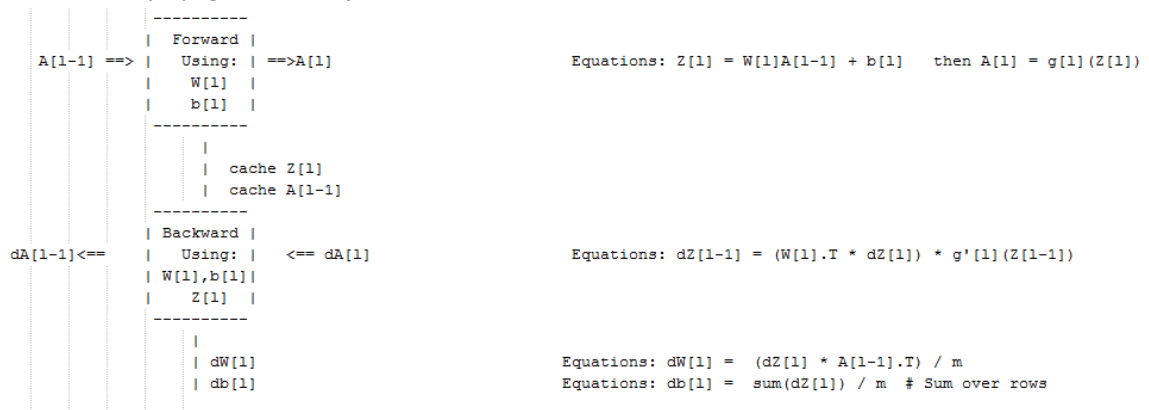 ----------
| Forward |
A[l-1] ==> | Using: | ==>A[l] Equations: Z[l] = W[l]A[l-1] + b[l] then A[l] = g[l](Z[l])
| W[l] |
| b[l] |
----------
|
| cache Z[l]
| cache A[l-1]
----------
| Backward |
dA[l-1]<== | Using: | <== dA[l] Equations: dZ[l-1] = (W[l].T * dZ[l]) * g'[l](Z[l-1])
| W[l],b[l]|
| Z[l] |
----------
|
| dW[l] Equations: dW[l] = (dZ[l] * A[l-1].T) / m
| db[l] Equations: db[l] = sum(dZ[l]) / m # Sum over rows